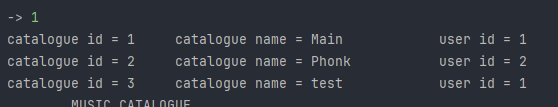 -> 1
catalogue id = 1     catalogue name = Main            user id = 1
catalogue id = 2     catalogue name = Phonk           user id = 2
catalogue id = 3     catalogue name = test            user id = 1
MUSIC CATALOGUE